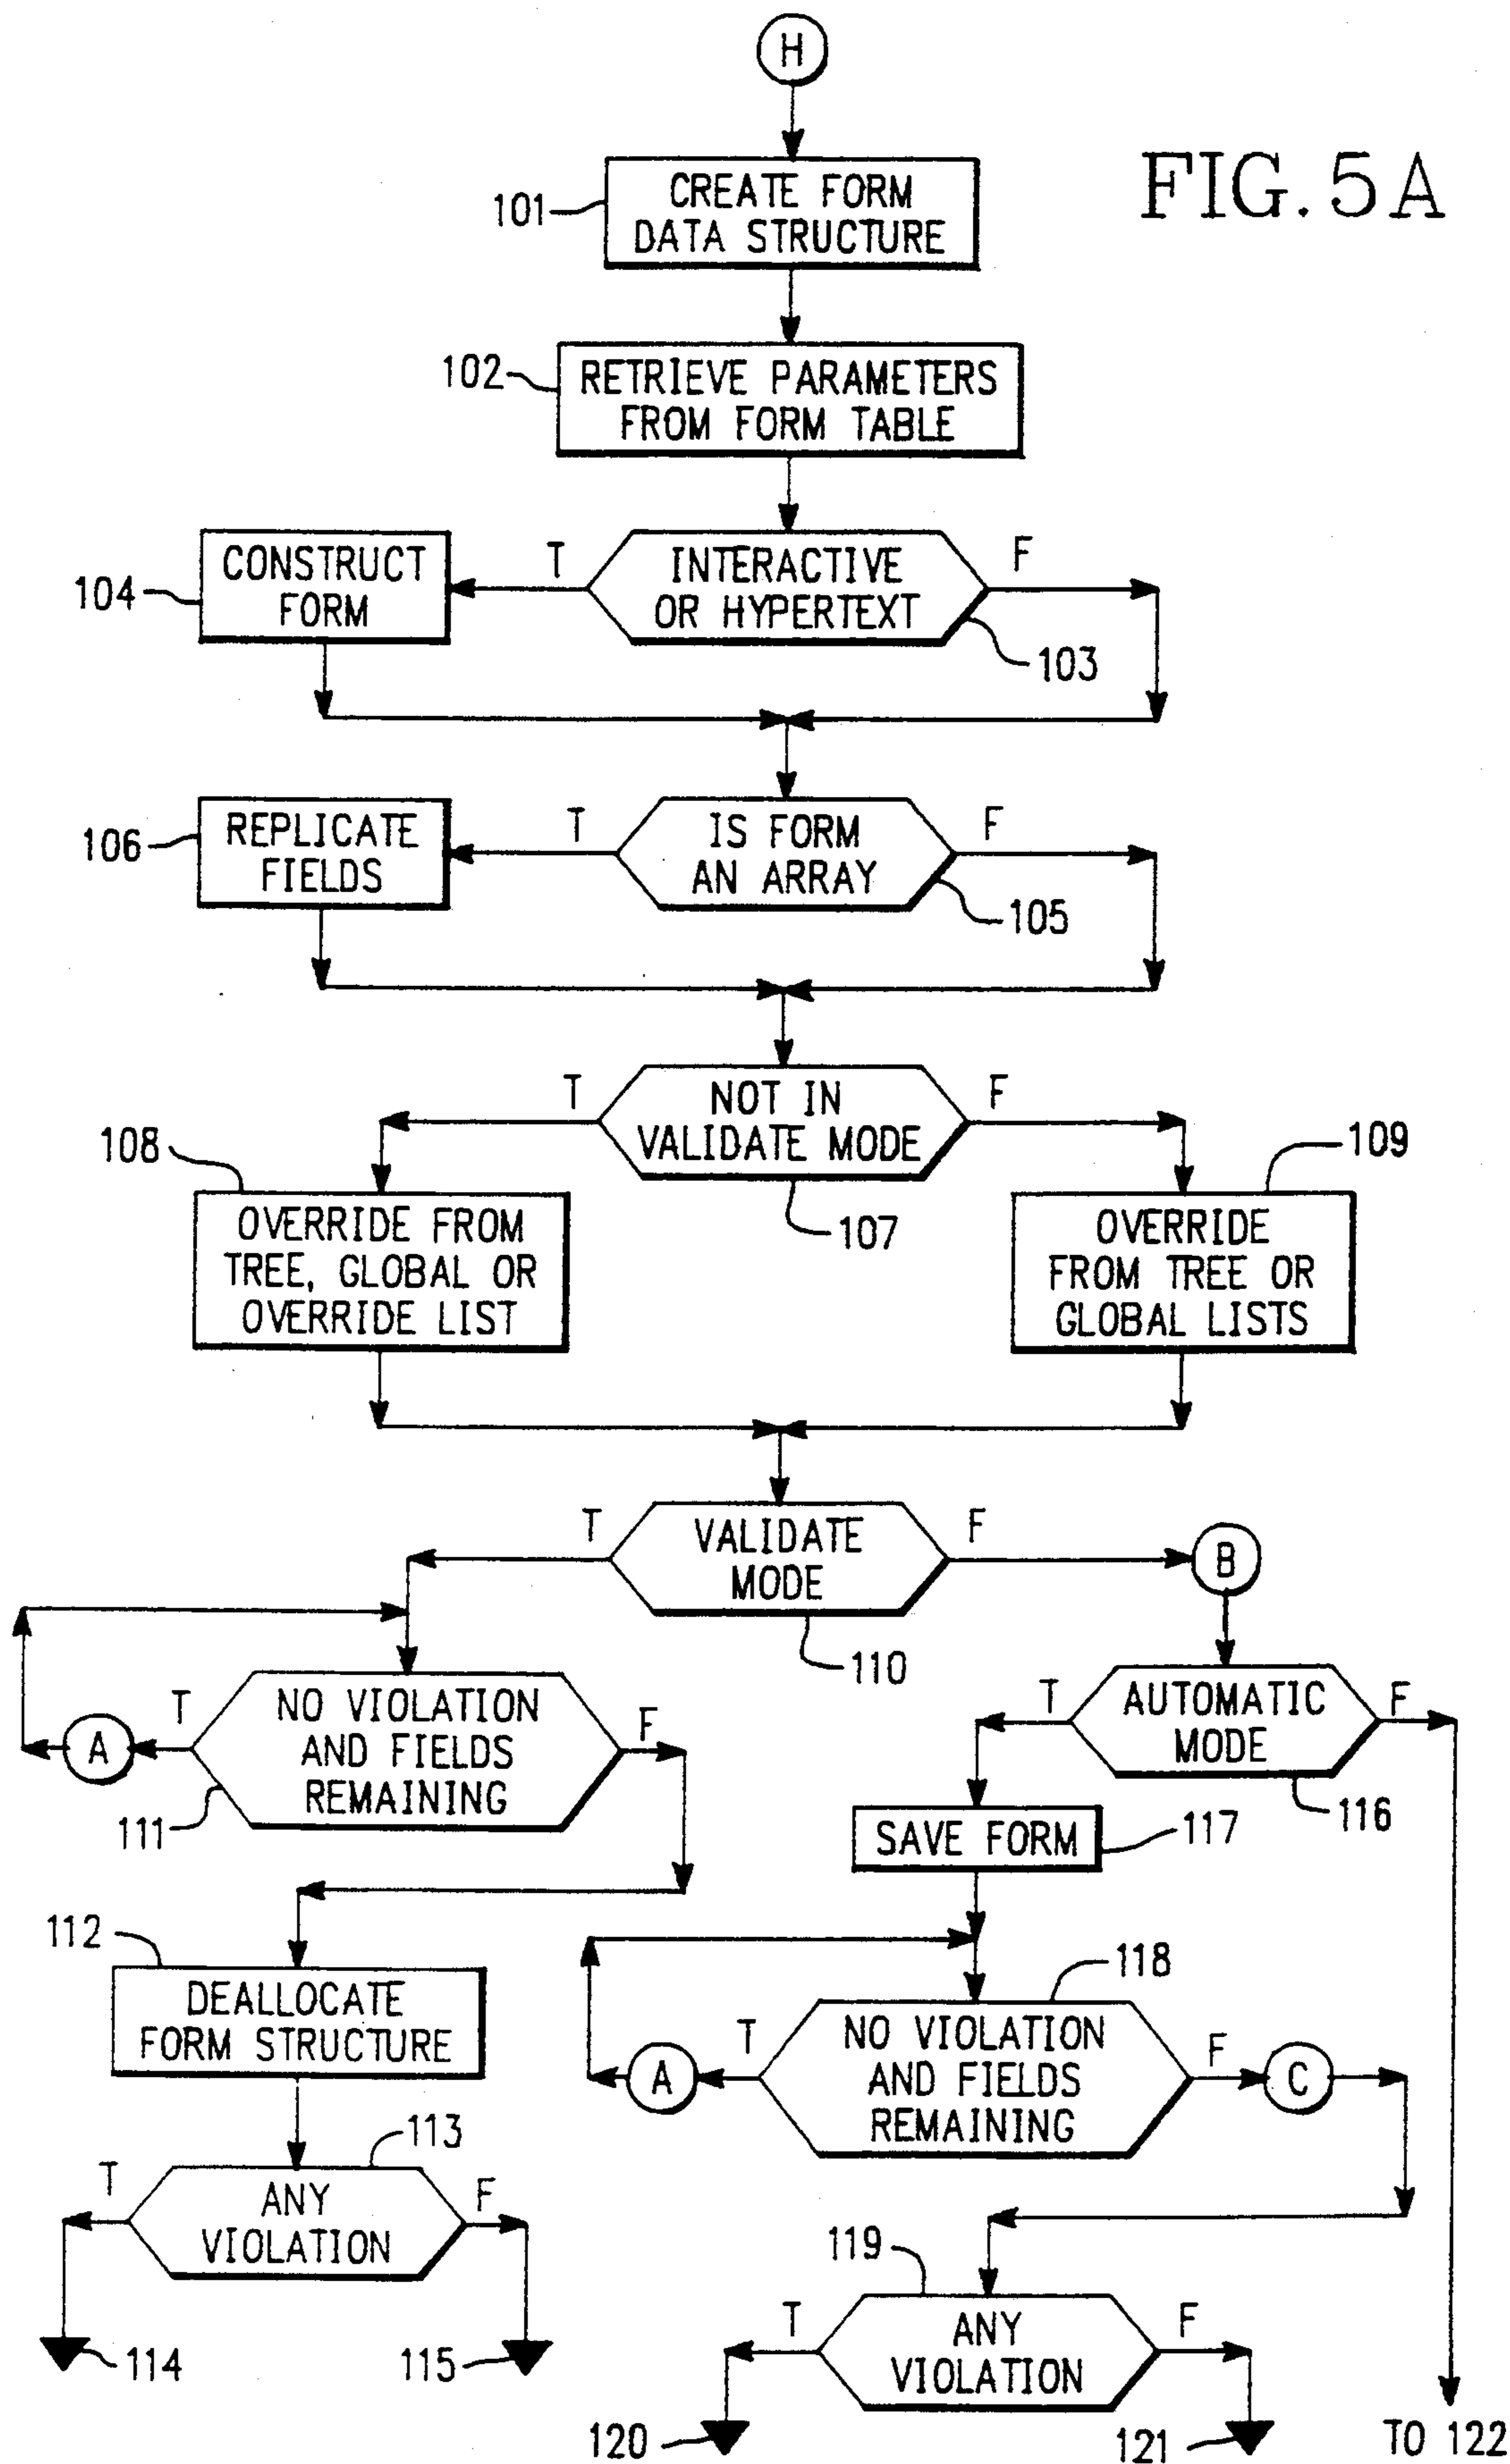 H
FIG. 5A
101
CREATE FORM
DATA STRUCTURE
102
RETRIEVE PARAMETERS
FROM FORM TABLE
104
CONSTRUCT
FORM
T
INTERACTIVE
OR HYPERTEXT
F
103
106
REPLICATE
FIELDS
T
IS FORM
AN ARRAY
F
105
T
NOT IN
VALIDATE MODE
F
107
108
OVERRIDE FROM
TREE, GLOBAL OR
OVERRIDE LIST
109
OVERRIDE
FROM TREE OR
GLOBAL LISTS
T
VALIDATE
MODE
F
110
B
A
T
NO VIOLATION
AND FIELDS
REMAINING
F
111
T
AUTOMATIC
MODE
F
116
SAVE FORM
117
112
DEALLOCATE
FORM STRUCTURE
118
A
T
NO VIOLATION
AND FIELDS
REMAINING
F
C
113
T
ANY
VIOLATION
F
114
115
119
T
ANY
VIOLATION
F
120
121
TO 122